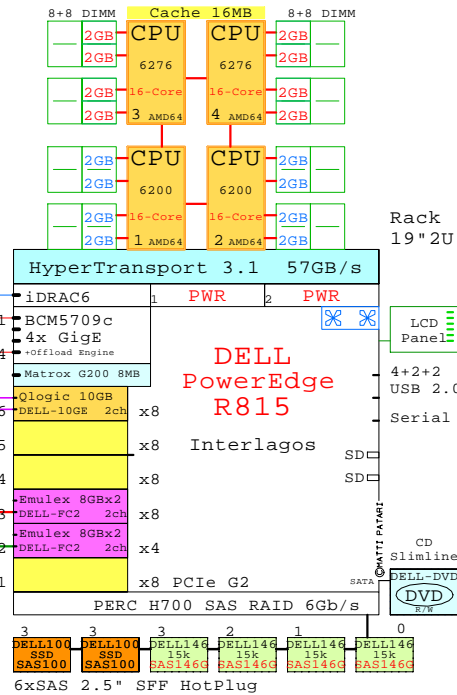 Cache 16MB
8+8 DIMM
8+8 DIMM
2GB CPU CPU 2GB
2GB 6276 6276 2GB
2GB 16-Core 16-Core 2GB
2GB 3 AMD64 4 AMD64 2GB
2GB CPU CPU 2GB
2GB 6200 6200 2GB
2GB 16-Core 16-Core 2GB
2GB 1 AMD64 2 AMD64 2GB
Rack
19"2U
HyperTransport 3.1 57GB/s
iDRAC6 1 PWR 2 PWR
BCM5709c
4x GigE
+Offload Engine
Matrox G200 8MB
LCD
Panel
DELL
PowerEdge
R815
Interlagos
4+2+2
USB 2.0
Serial
Qlogic 10GB
DELL-10GE 2ch x8
x8
SD
x8
SD
Emulex 8GBx2
DELL-FC2 2ch x8
Emulex 8GBx2
DELL-FC2 2ch x4
x8 PCIe G2
SATA
©MATTI PATARI
CD
Slimline
DELL-DVD
DVD
R/W
PERC H700 SAS RAID 6Gb/s
3 3 3 2 1 0
DELL100 DELL100 DELL146 DELL146 DELL146 DELL146
SSD SSD 15k 15k 15k 15k
SAS100 SAS100 SAS146G SAS146G SAS146G SAS146G
6xSAS 2.5" SFF HotPlug